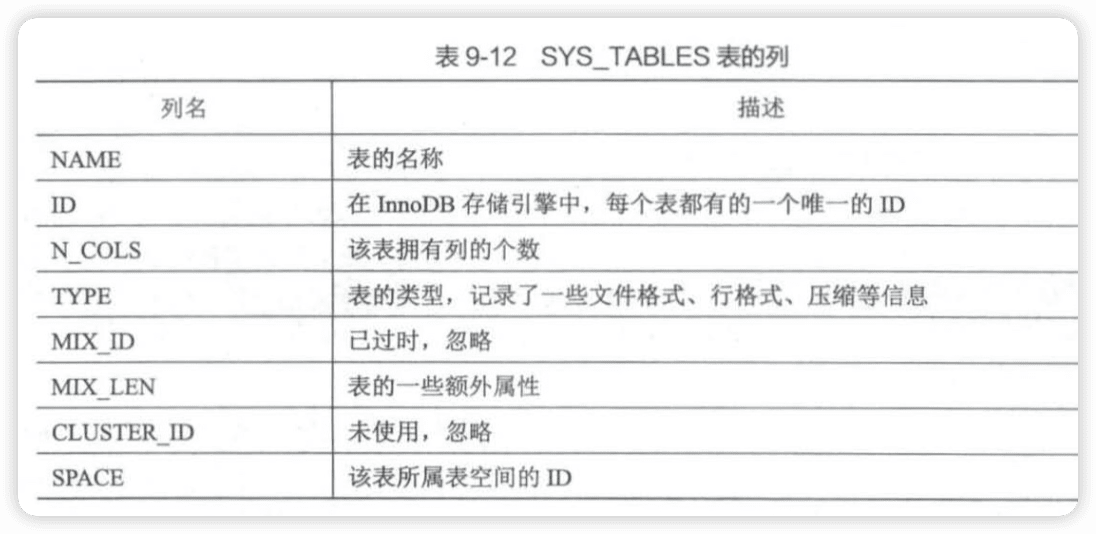 表 9-12 SYS_TABLES 表的列
列名 描述
NAME 表的名称
ID 在 InnoDB 存储引擎中，每个表都有的一个唯一的 ID
N_COLS 该表拥有列的个数
TYPE 表的类型，记录了一些文件格式、行格式、压缩等信息
MIX_ID 已过时，忽略
MIX_LEN 表的一些额外属性
CLUSTER_ID 未使用，忽略
SPACE 该表所属表空间的 ID